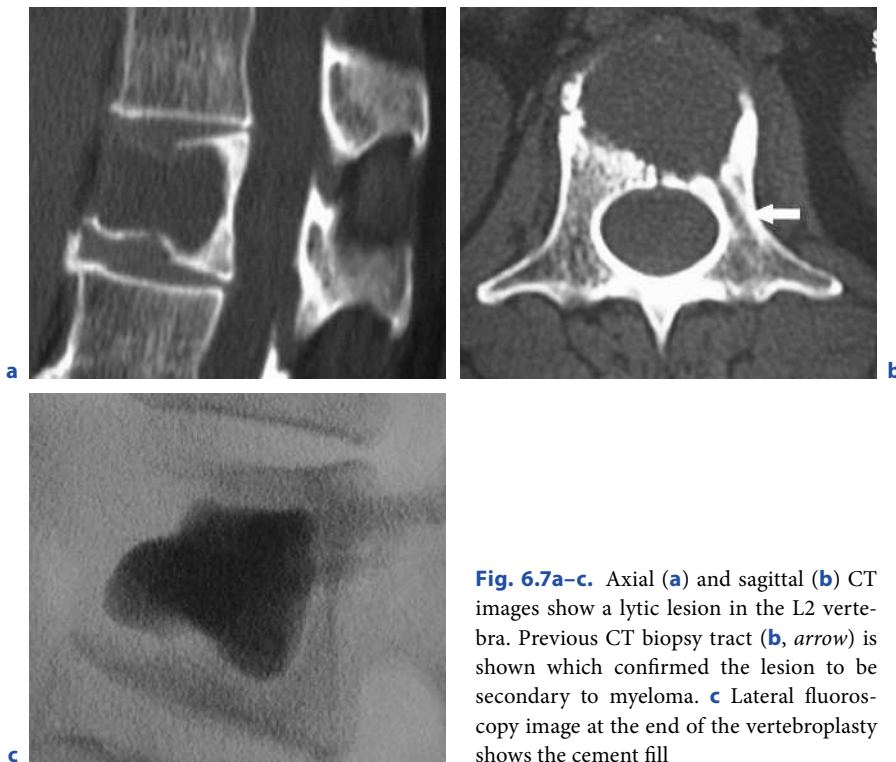 a
b
c
Fig. 6.7a–c. Axial (a) and sagittal (b) CT
images show a lytic lesion in the L2 verte-
bra. Previous CT biopsy tract (b, arrow) is
shown which confirmed the lesion to be
secondary to myeloma. c Lateral fluoros-
copy image at the end of the vertebroplasty
shows the cement fill